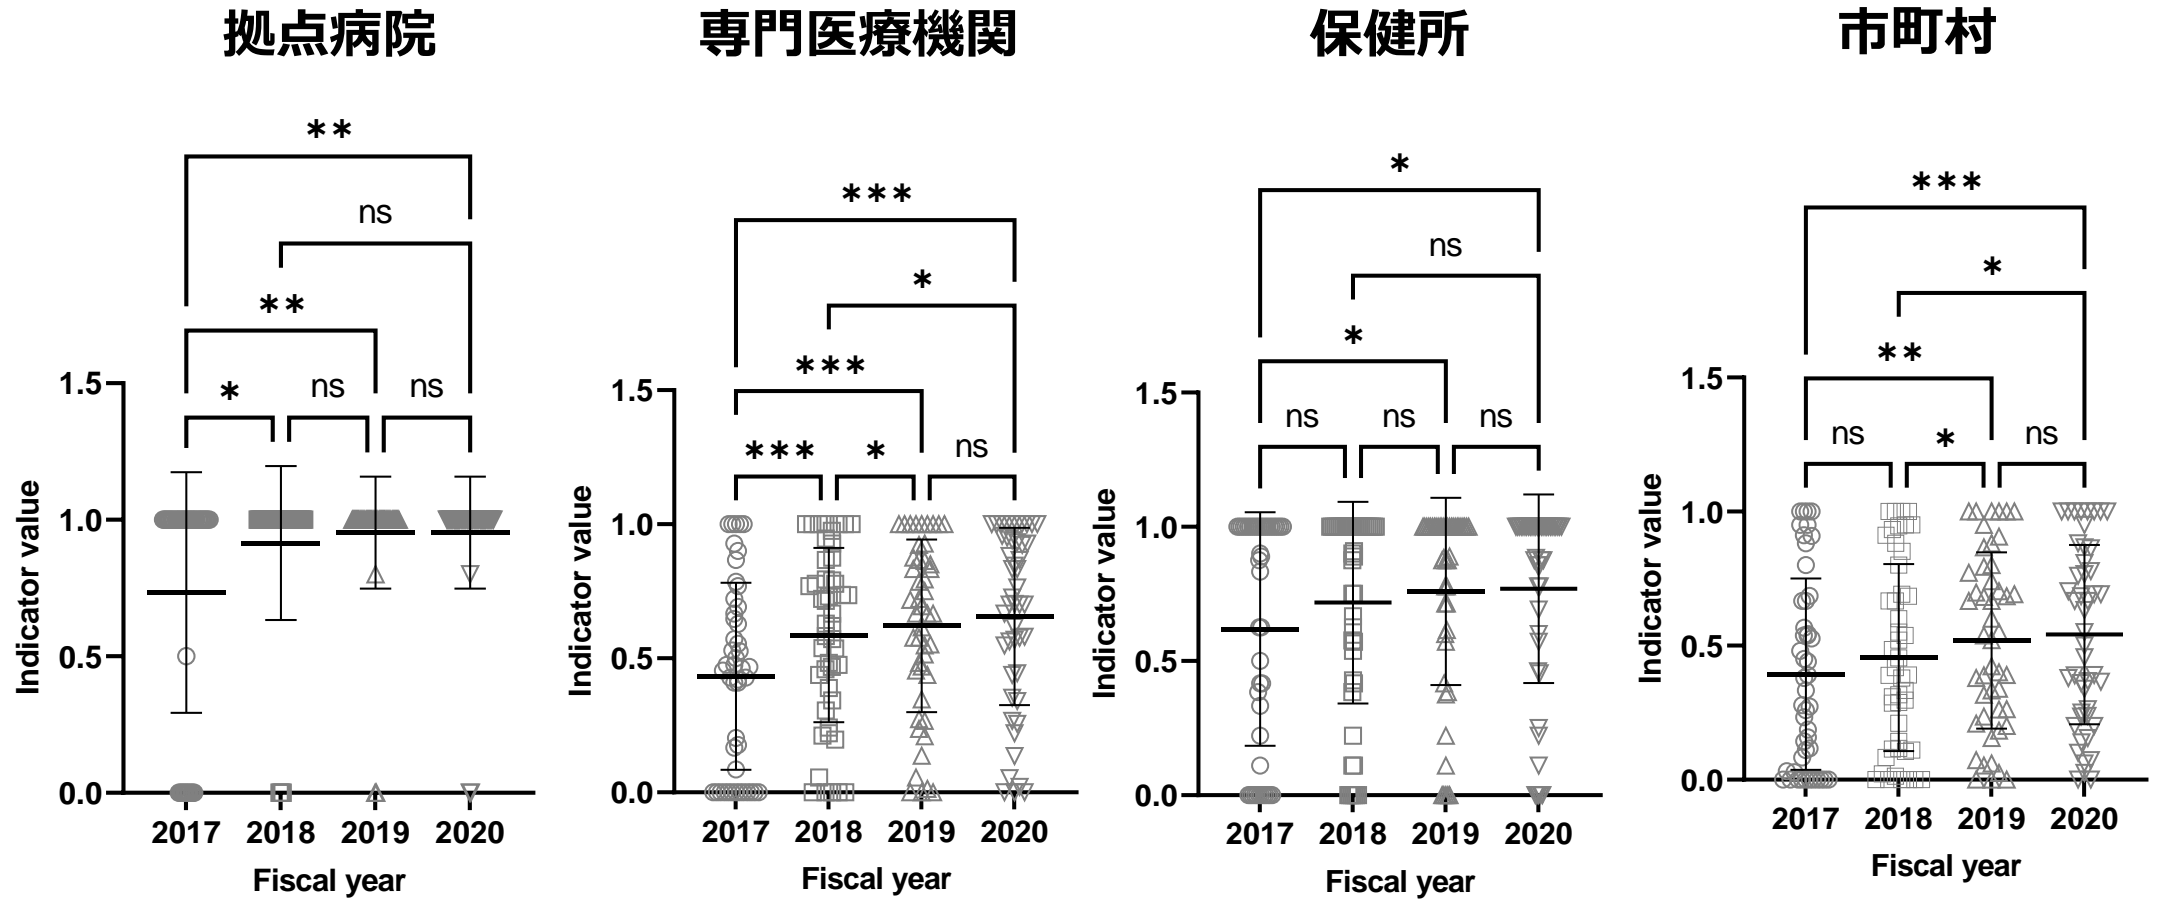 拠点病院
**
ns
**
*
ns
ns
1.5
1.0
0.5
0.0
Indicator value
2017 2018 2019 2020
Fiscal year
専門医療機関
***
*
***
***
*
ns
1.5
1.0
0.5
0.0
Indicator value
2017 2018 2019 2020
Fiscal year
保健所
*
ns
*
ns
ns
ns
1.5
1.0
0.5
0.0
Indicator value
2017 2018 2019 2020
Fiscal year
市町村
***
*
**
ns
*
ns
1.5
1.0
0.5
0.0
Indicator value
2017 2018 2019 2020
Fiscal year